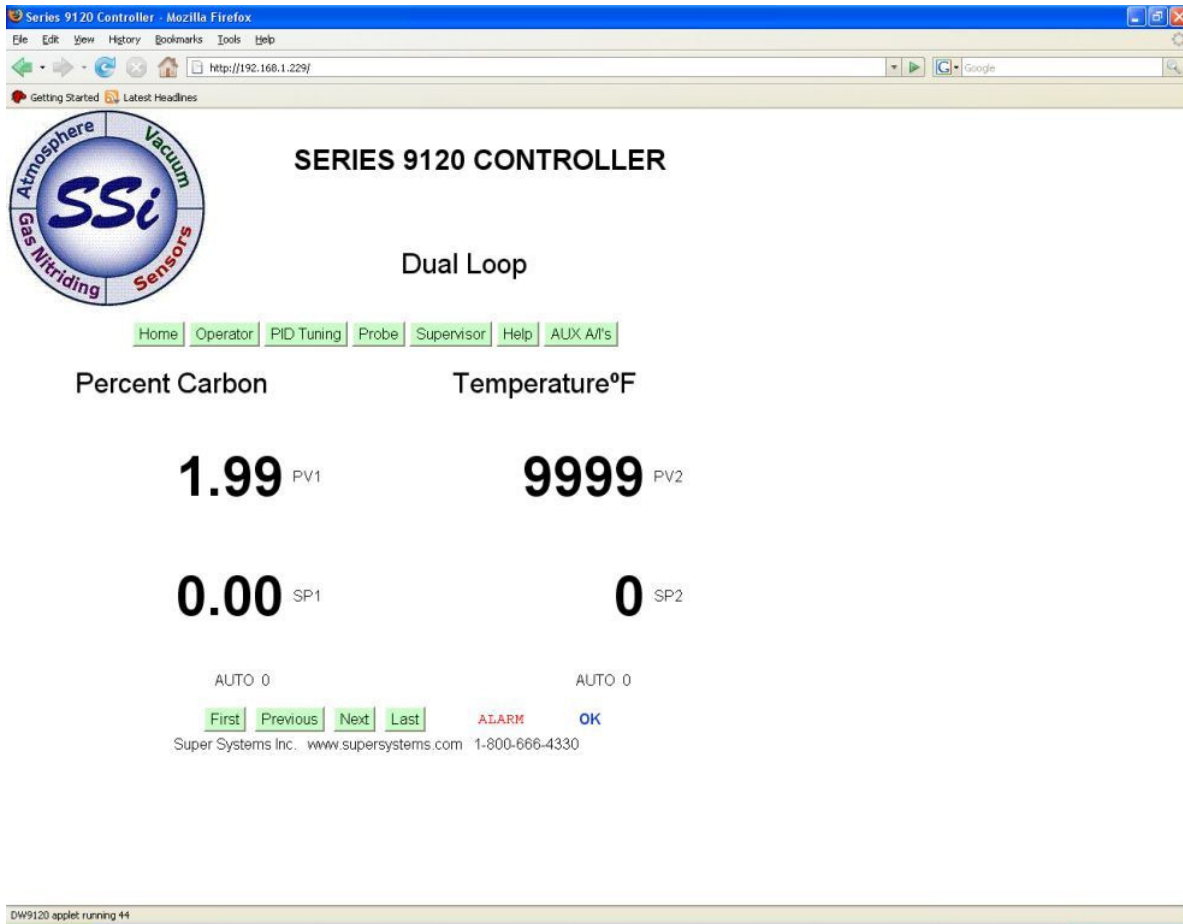 Series 9120 Controller - Mozilla Firefox
File Edit View History Bookmarks Tools Help
http://192.168.1.229/
G Google
Getting Started Latest Headlines
Atmosphere Vacuum
SSi
Gas Nitriding Sensors
SERIES 9120 CONTROLLER
Dual Loop
Home Operator PID Tuning Probe Supervisor Help AUX A/I's
Percent Carbon Temperature°F
1.99 PV1 9999 PV2
0.00 SP1 0 SP2
AUTO 0 AUTO 0
First Previous Next Last ALARM OK
Super Systems Inc. www.supersystems.com 1-800-666-4330
DW9120 applet running 44